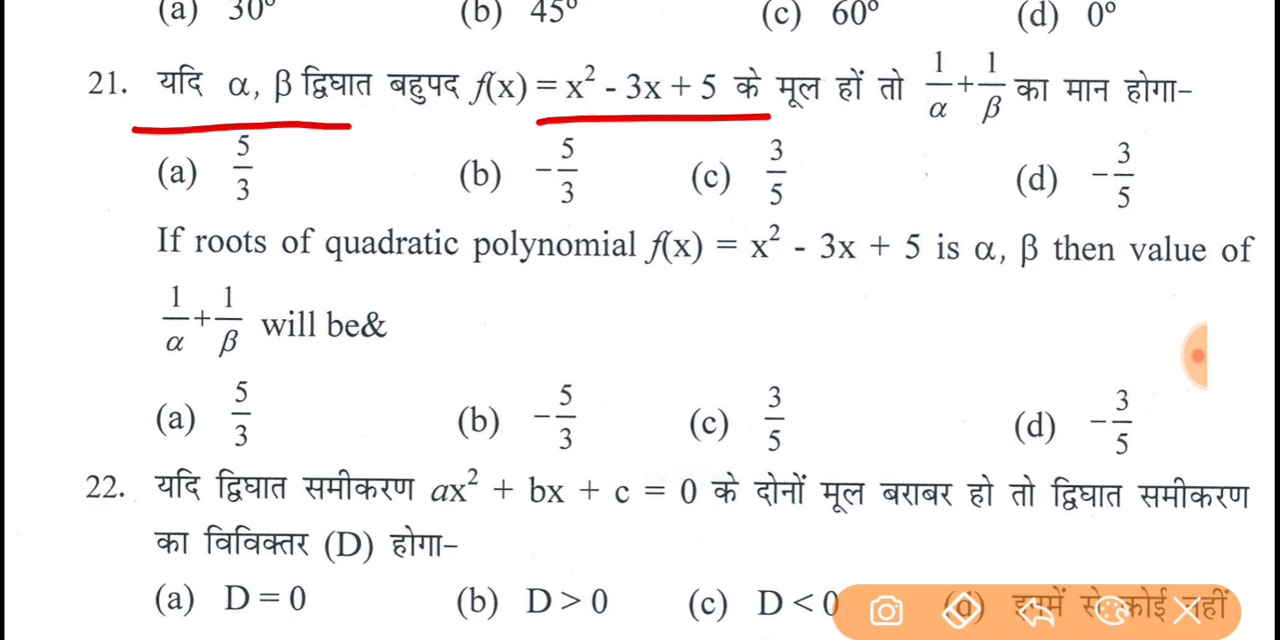 (a) 30° (b) 45° (c) 60° (d) 0°
21. यदि α, β द्विघात बहुपद f(x) = x² - 3x + 5 के मूल हों तो 1/α + 1/β का मान होगा–
(a) 5/3 (b) -5/3 (c) 3/5 (d) -3/5
If roots of quadratic polynomial f(x) = x² - 3x + 5 is α, β then value of
1/α + 1/β will be&
(a) 5/3 (b) -5/3 (c) 3/5 (d) -3/5
22. यदि द्विघात समीकरण ax² + bx + c = 0 के दोनों मूल बराबर हो तो द्विघात समीकरण
का विविक्तर (D) होगा–
(a) D = 0 (b) D > 0 (c) D < 0 (d) इनमें से कोई नहीं